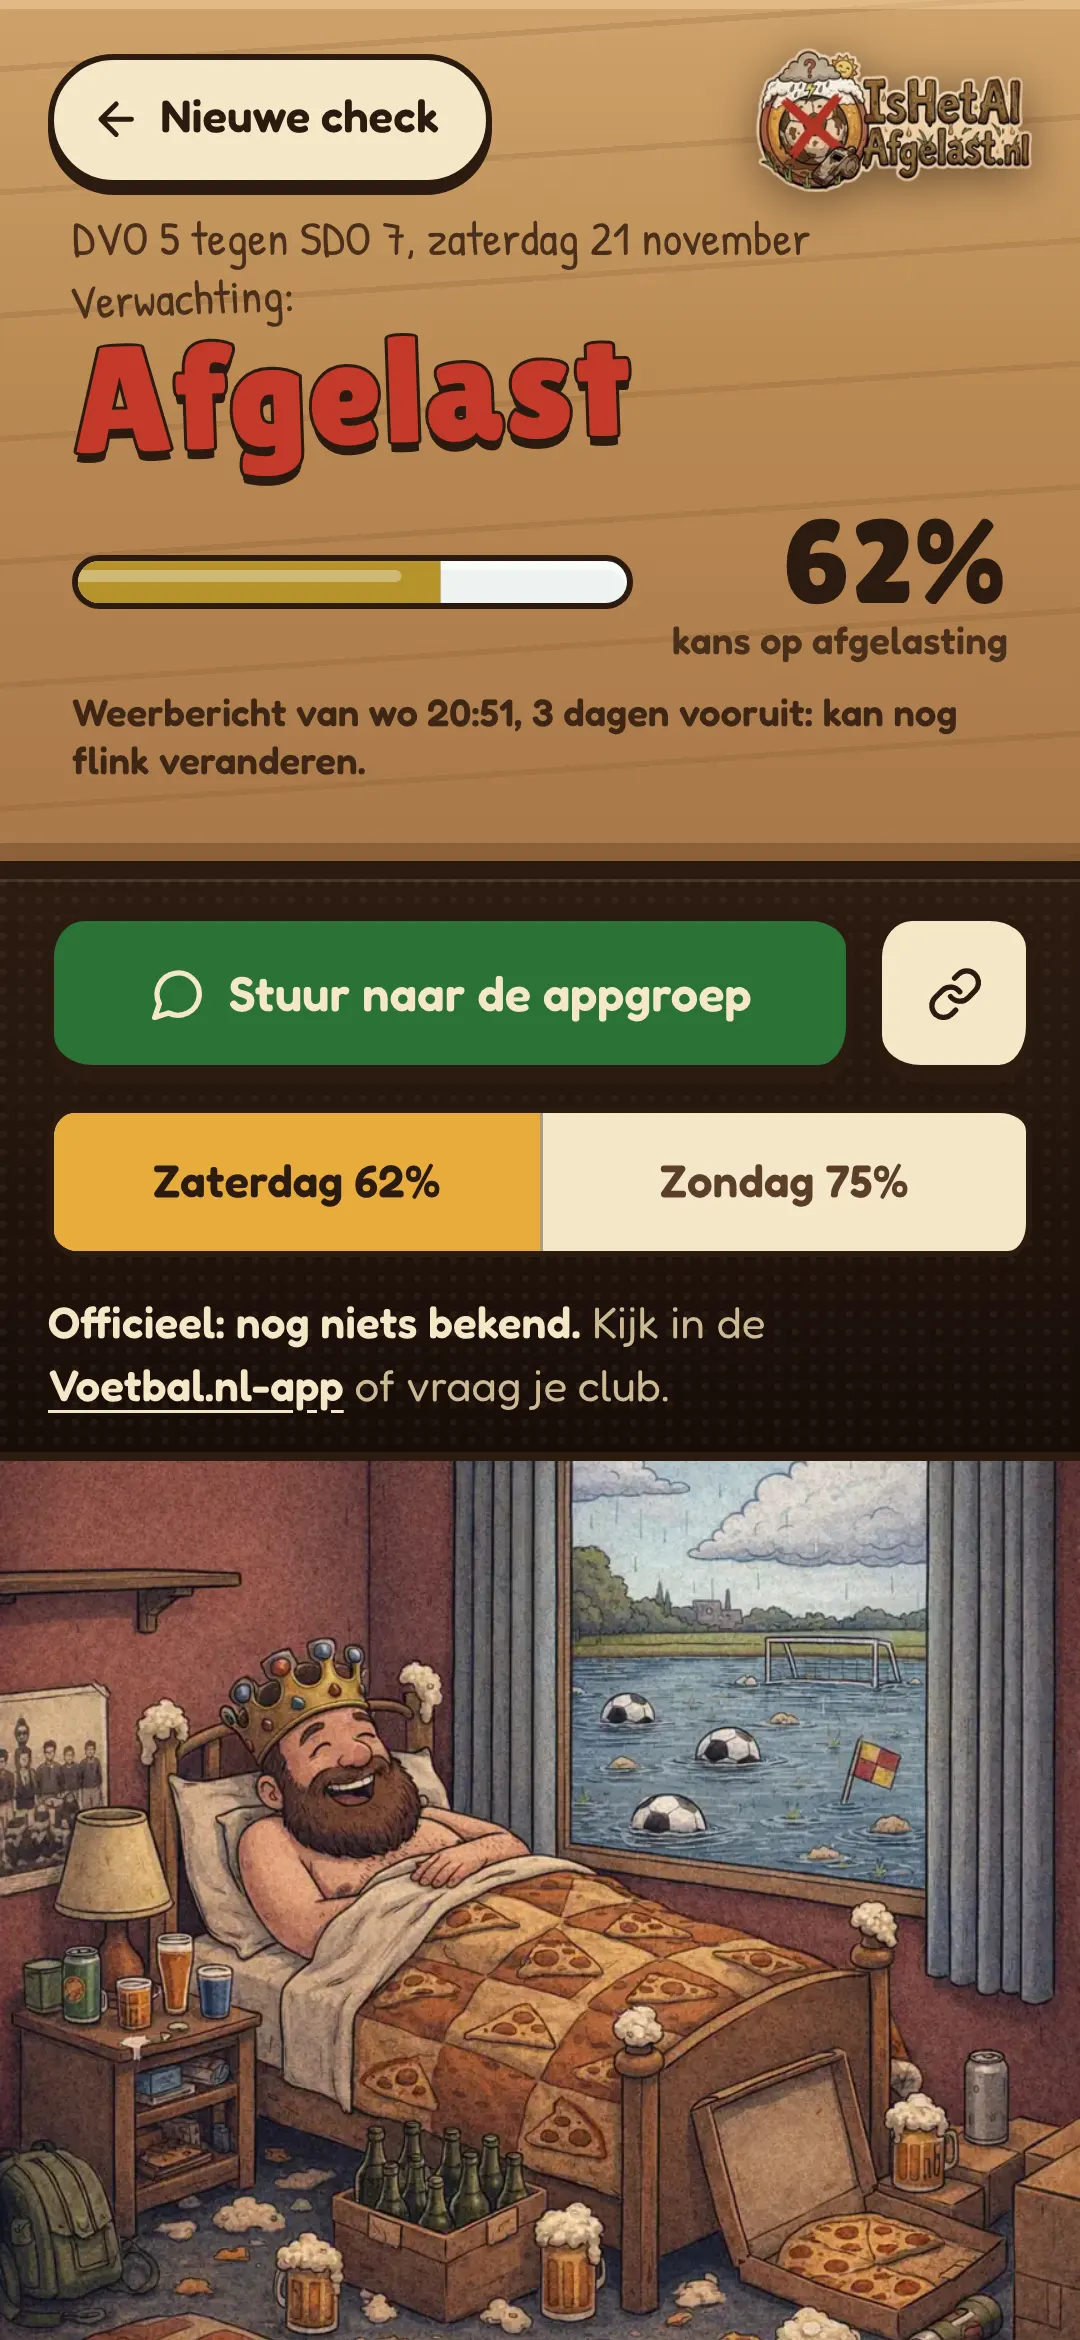 Nieuwe check
IsHetAl
Afgelast.nl
DVO 5 tegen SDO 7, zaterdag 21 november
Verwachting:
Afgelast
62%
kans op afgelasting
Weerbericht van wo 20:51, 3 dagen vooruit: kan nog
flink veranderen.
Stuur naar de appgroep
Zaterdag 62%
Zondag 75%
Officieel: nog niets bekend. Kijk in de
Voetbal.nl-app of vraag je club.